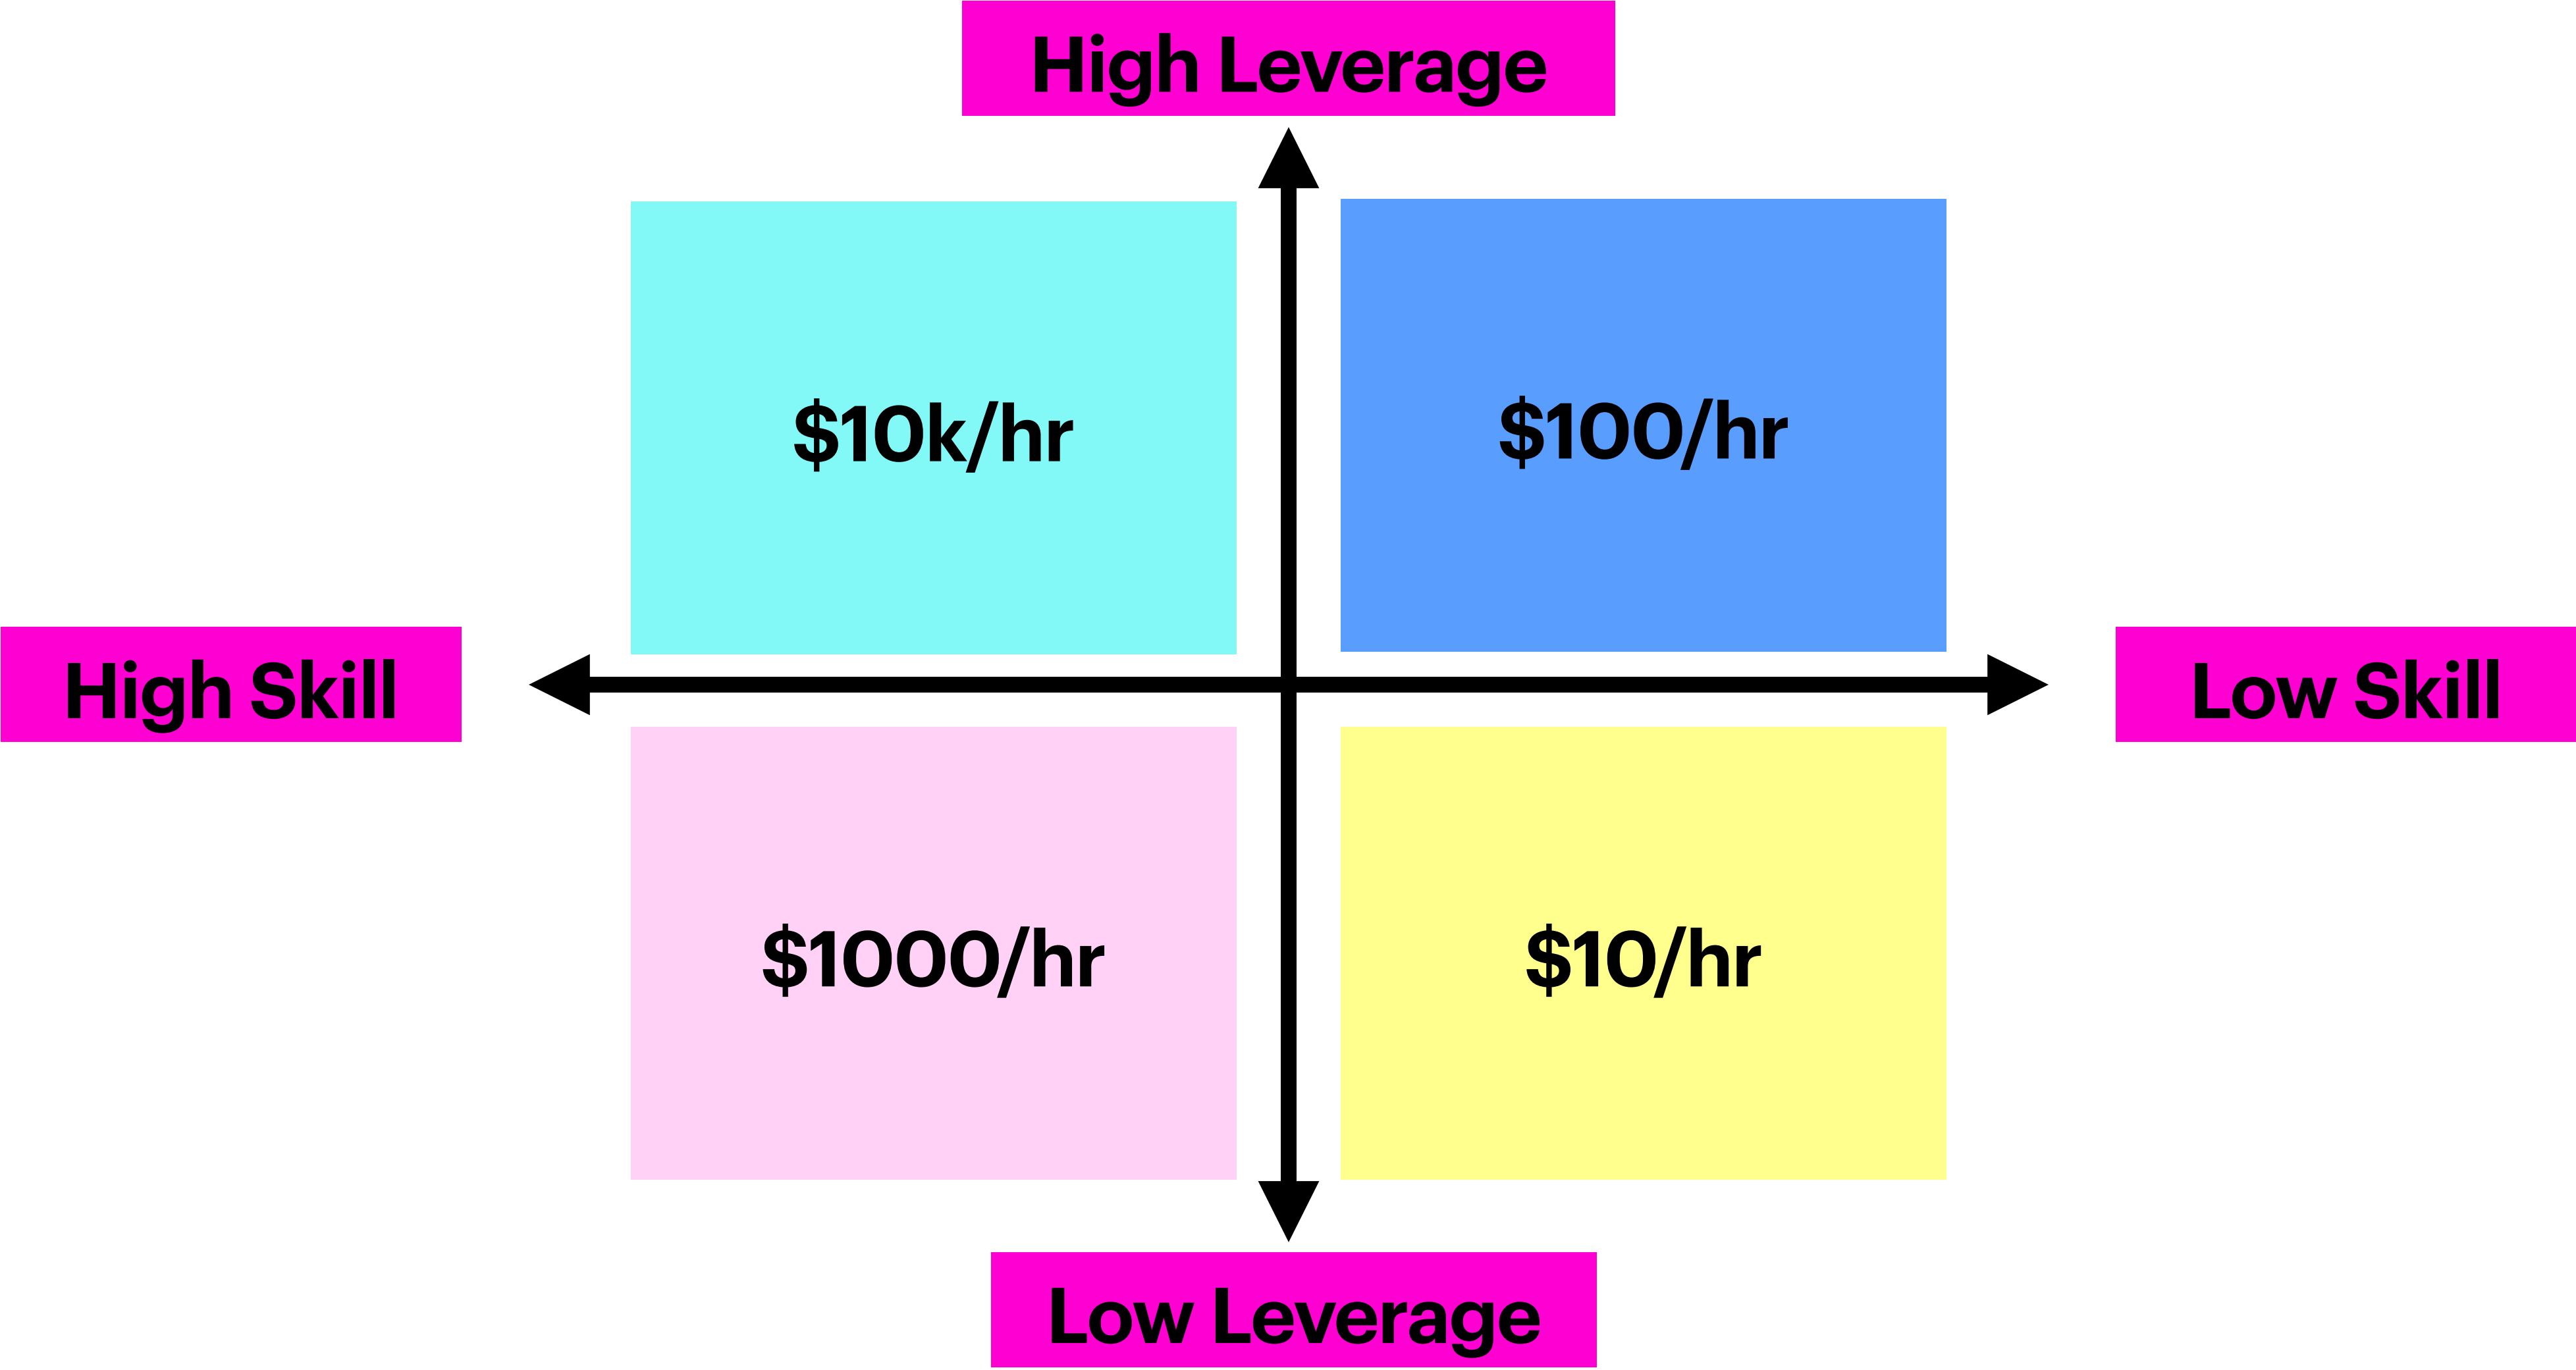 High Leverage
$10k/hr
$100/hr
High Skill
Low Skill
$1000/hr
$10/hr
Low Leverage